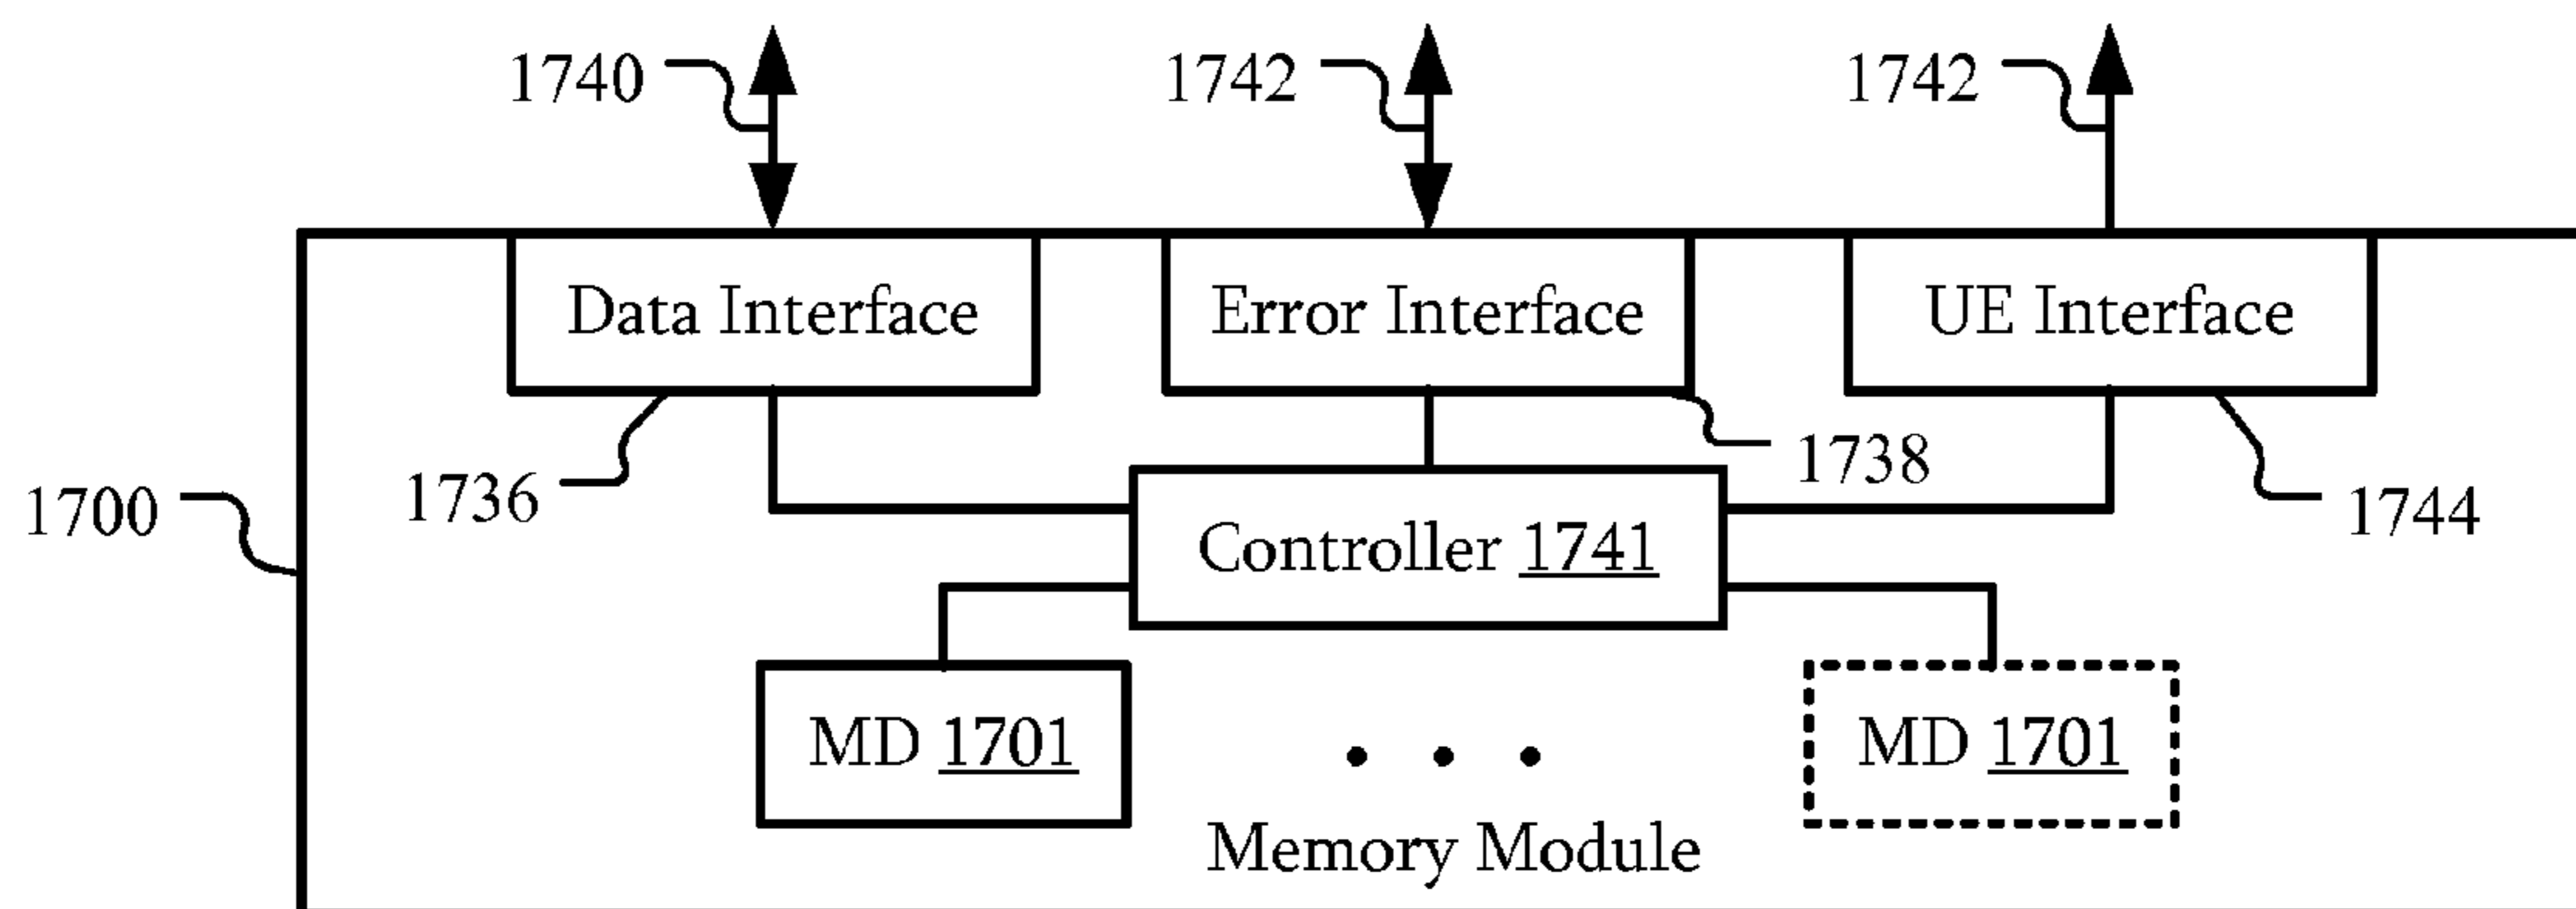 1740
1742
1742
Data Interface
Error Interface
UE Interface
1736
1738
1700
1744
Controller 1741
MD 1701
MD 1701
Memory Module